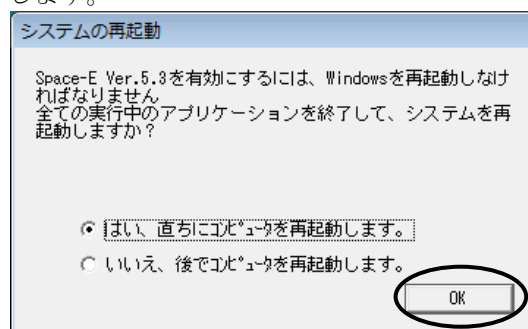 します。
システムの再起動
Space-E Ver.5.3を有効にするには、Windowsを再起動しなけ
ればなりません
全ての実行中のアプリケーションを終了して、システムを再
起動しますか？
はい、直ちにｺﾝﾋﾟｭｰﾀを再起動します。
いいえ、後でｺﾝﾋﾟｭｰﾀを再起動します。
OK